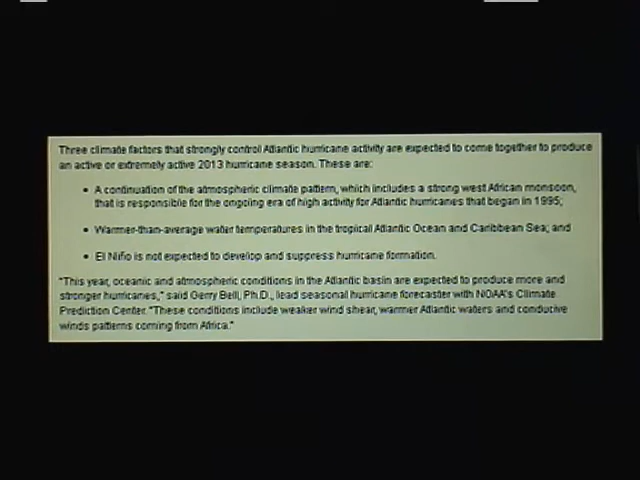 Three climate factors that strongly control Atlantic hurricane activity are expected to come together to produce
an active or extremely active 2013 hurricane season. These are:
• A continuation of the atmospheric climate pattern, which includes a strong west African monsoon,
that is responsible for the ongoing era of high activity for Atlantic hurricanes that began in 1995;
• Warmer-than-average water temperatures in the tropical Atlantic Ocean and Caribbean Sea; and
• El Niño is not expected to develop and suppress hurricane formation.
"This year, oceanic and atmospheric conditions in the Atlantic basin are expected to produce more and
stronger hurricanes," said Gerry Bell, Ph.D., lead seasonal hurricane forecaster with NOAA's Climate
Prediction Center. "These conditions include weaker wind shear, warmer Atlantic waters and conducive
winds patterns coming from Africa."